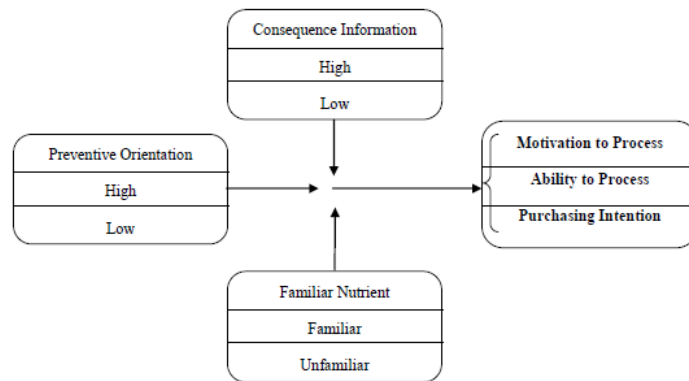 Consequence Information
High
Low
Preventive Orientation
High
Low
Motivation to Process
Ability to Process
Purchasing Intention
Familiar Nutrient
Familiar
Unfamiliar